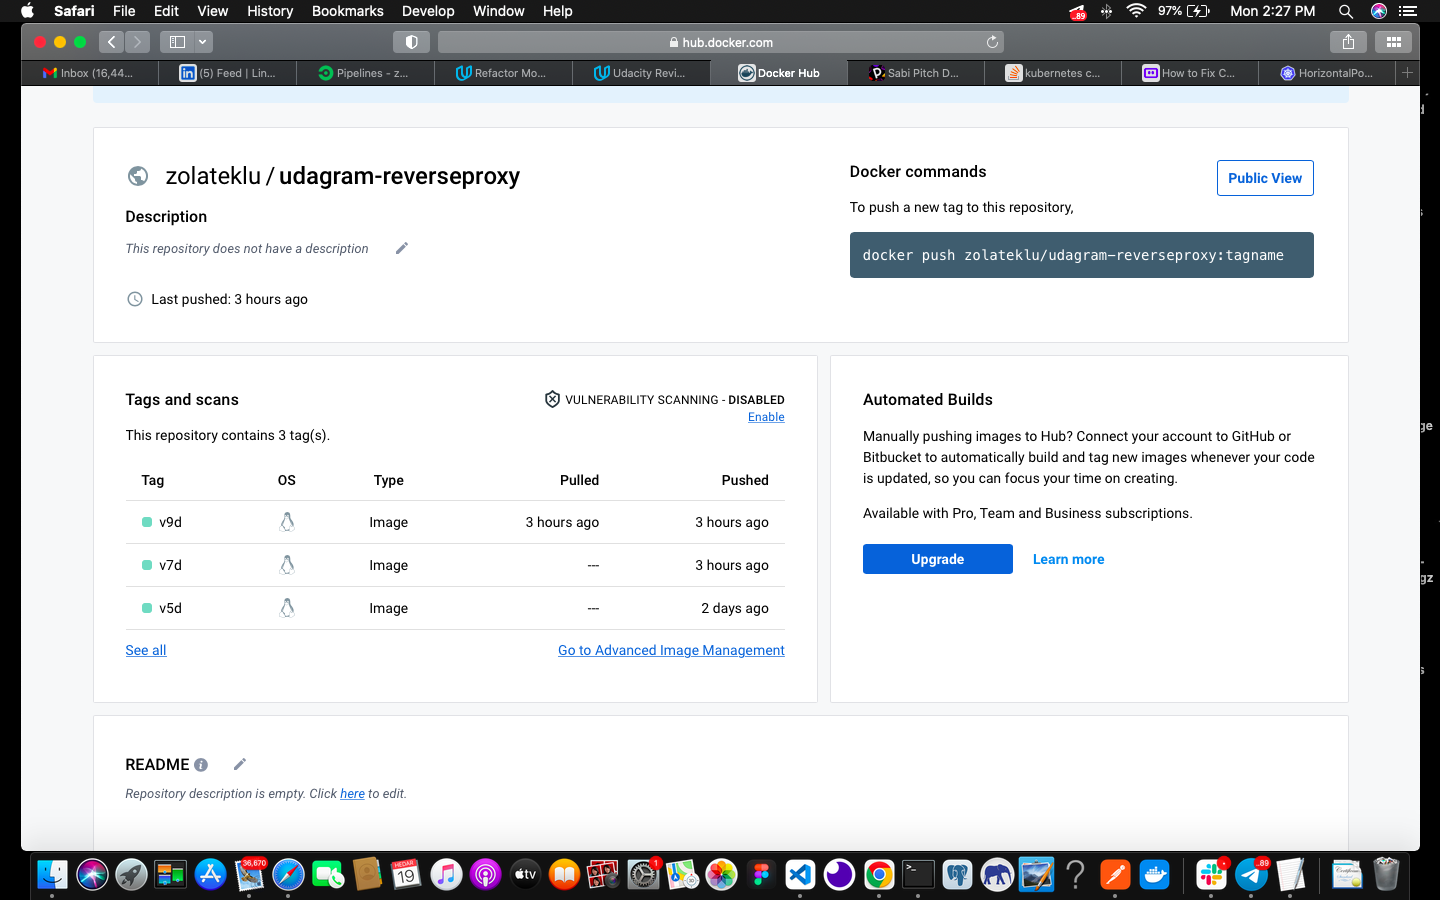 Safari File Edit View History Bookmarks Develop Window Help
..89 97% Mon 2:27 PM
hub.docker.com
Inbox (16,44... (5) Feed | Lin... Pipelines - z... Refactor Mo... Udacity Revi... Docker Hub Sabi Pitch D... kubernetes c... How to Fix C... HorizontalPo...
zolateklu / udagram-reverseproxy
Description
This repository does not have a description
Last pushed: 3 hours ago
Docker commands
Public View
To push a new tag to this repository,
docker push zolateklu/udagram-reverseproxy:tagname
Tags and scans
VULNERABILITY SCANNING - DISABLED
Enable
This repository contains 3 tag(s).
Tag OS Type Pulled Pushed
v9d Image 3 hours ago 3 hours ago
v7d Image --- 3 hours ago
v5d Image --- 2 days ago
See all Go to Advanced Image Management
Automated Builds
Manually pushing images to Hub? Connect your account to GitHub or
Bitbucket to automatically build and tag new images whenever your code
is updated, so you can focus your time on creating.
Available with Pro, Team and Business subscriptions.
Upgrade Learn more
README
Repository description is empty. Click here to edit.
36,670
HEDAR
19
tv
1
..89